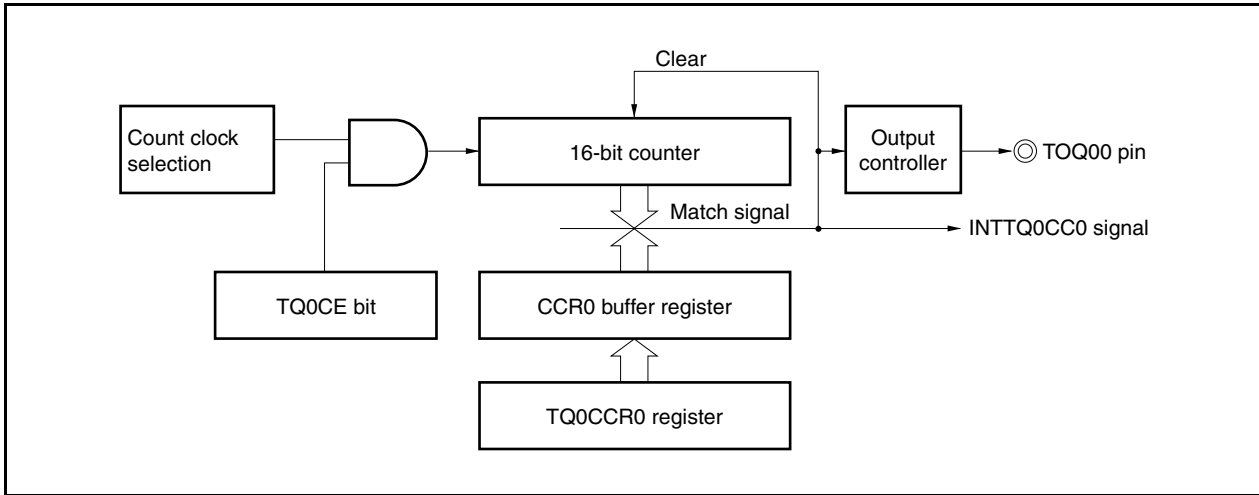 Clear
Count clock
selection
16-bit counter
Output
controller
TOQ00 pin
Match signal
INTTQ0CC0 signal
TQ0CE bit
CCR0 buffer register
TQ0CCR0 register